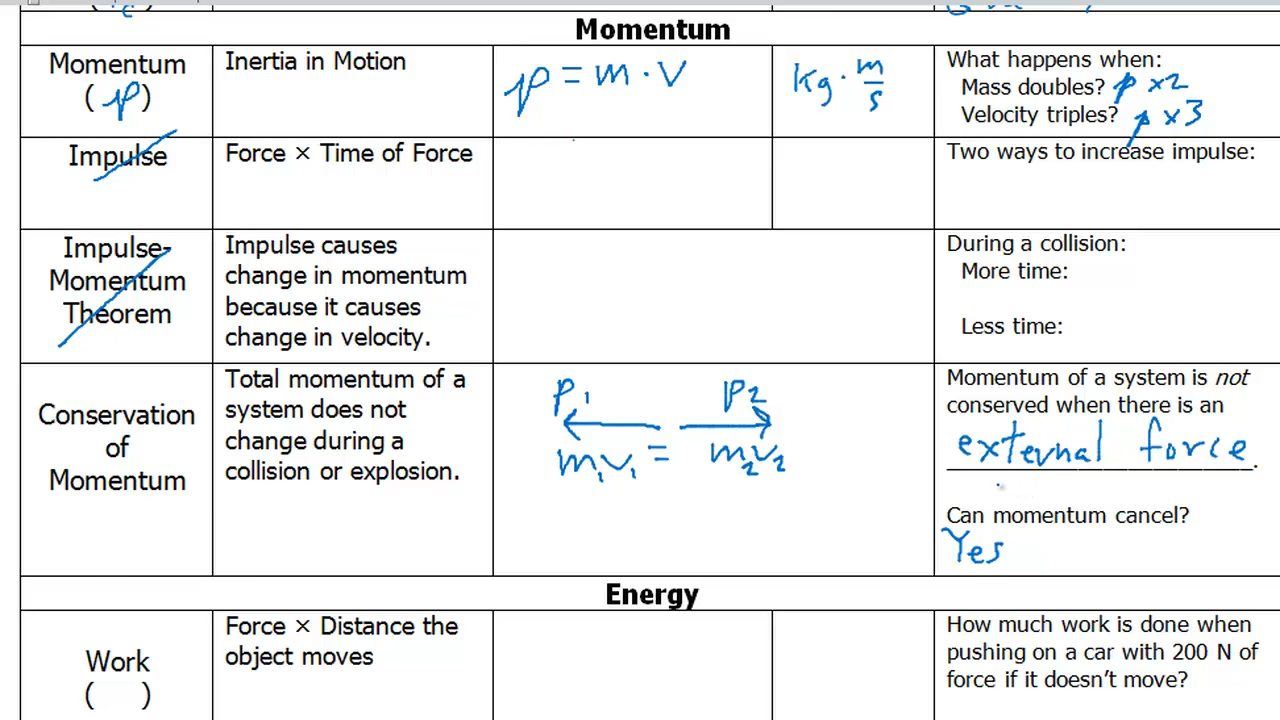 Momentum
Momentum
( p )
Inertia in Motion
p = m · v
kg · m/s
What happens when:
Mass doubles? p x2
Velocity triples? p x3
Impulse
Force × Time of Force
Two ways to increase impulse:
Impulse-
Momentum
Theorem
Impulse causes
change in momentum
because it causes
change in velocity.
During a collision:
More time:
Less time:
Conservation
of
Momentum
Total momentum of a
system does not
change during a
collision or explosion.
p1 p2
m1v1 = m2v2
Momentum of a system is not
conserved when there is an
external force.
Can momentum cancel?
Yes
Energy
Work
( )
Force × Distance the
object moves
How much work is done when
pushing on a car with 200 N of
force if it doesn't move?